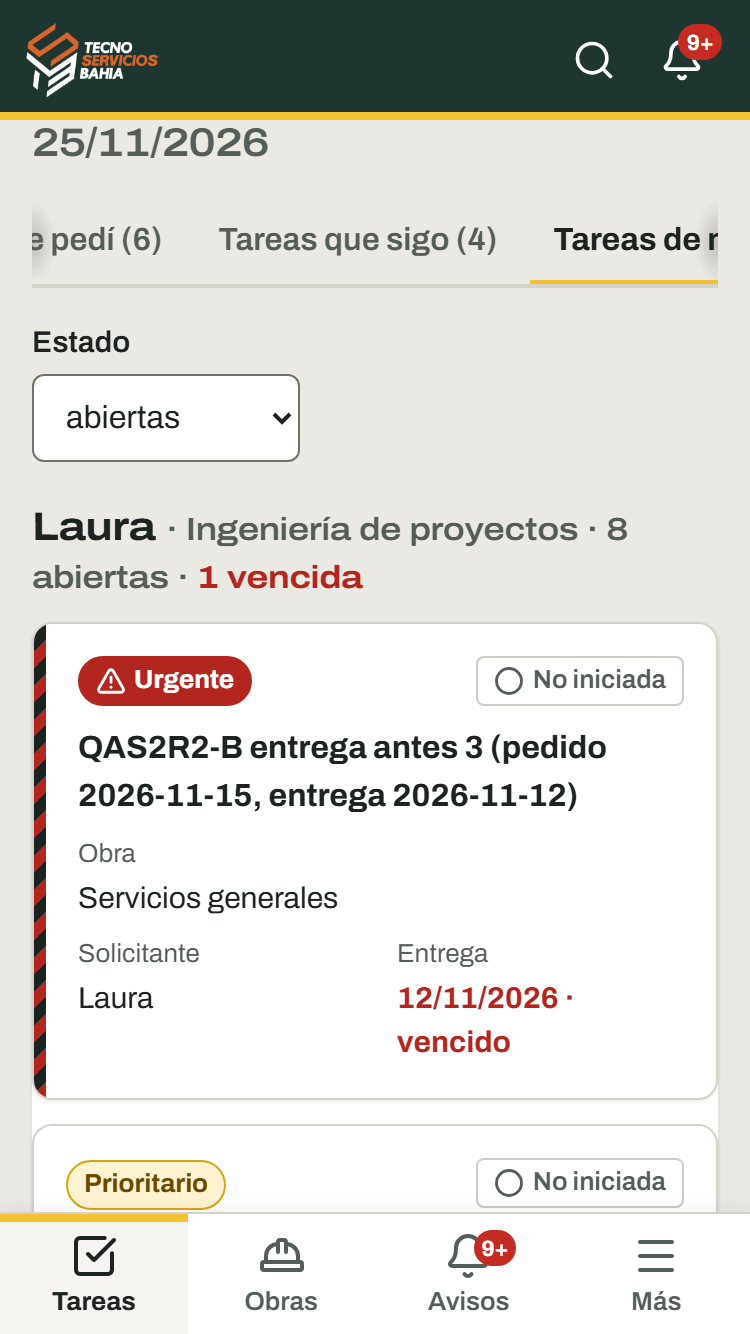 TECNO
SERVICIOS
BAHIA
9+
25/11/2026
e pedí (6)
Tareas que sigo (4)
Tareas de
Estado
abiertas
Laura · Ingeniería de proyectos · 8
abiertas · 1 vencida
Urgente
No iniciada
QAS2R2-B entrega antes 3 (pedido
2026-11-15, entrega 2026-11-12)
Obra
Servicios generales
Solicitante
Entrega
Laura
12/11/2026 ·
vencido
Prioritario
No iniciada
9+
Tareas
Obras
Avisos
Más